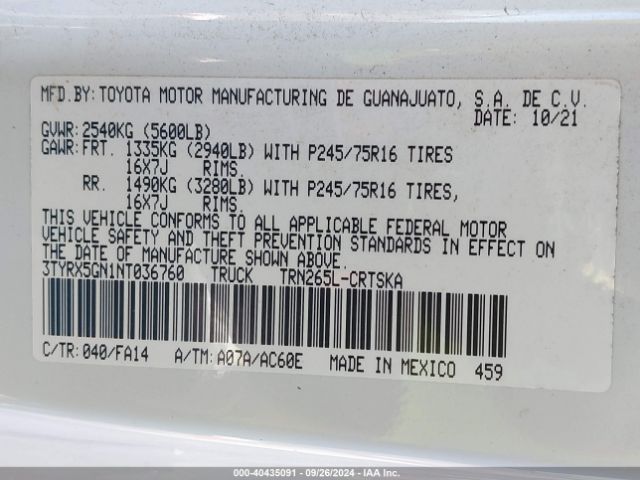 MFD.BY: TOYOTA MOTOR MANUFACTURING DE GUANAJUATO, S.A. DE C.V.
DATE: 10/21
GVWR: 2540KG (5600LB)
GAWR: FRT. 1335KG (2940LB) WITH P245/75R16 TIRES
16X7J RIMS.
RR. 1490KG (3280LB) WITH P245/75R16 TIRES,
16X7J RIMS.
THIS VEHICLE CONFORMS TO ALL APPLICABLE FEDERAL MOTOR
VEHICLE SAFETY AND THEFT PREVENTION STANDARDS IN EFFECT ON
THE DATE OF MANUFACTURE SHOWN ABOVE.
3TYRX5GN1NT036760 TRUCK TRN265L-CRTSKA
C/TR: 040/FA14 A/TM: A07A/AC60E MADE IN MEXICO 459
000-40435091 - 09/26/2024 - IAA Inc.